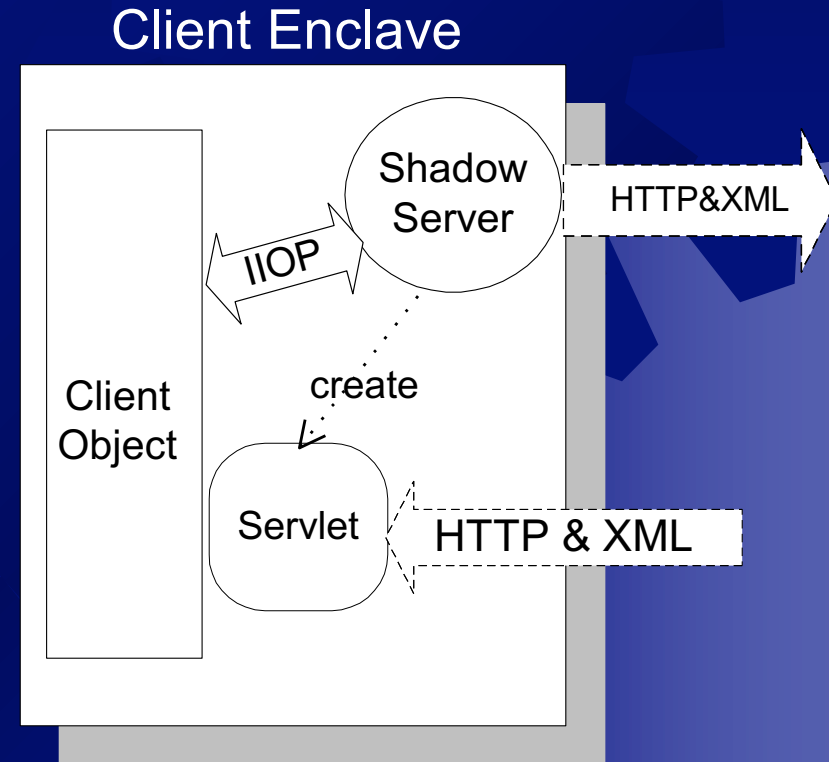 Client Enclave
Shadow
Server
HTTP&XML
IIOP
create
Client
Object
Servlet
HTTP & XML